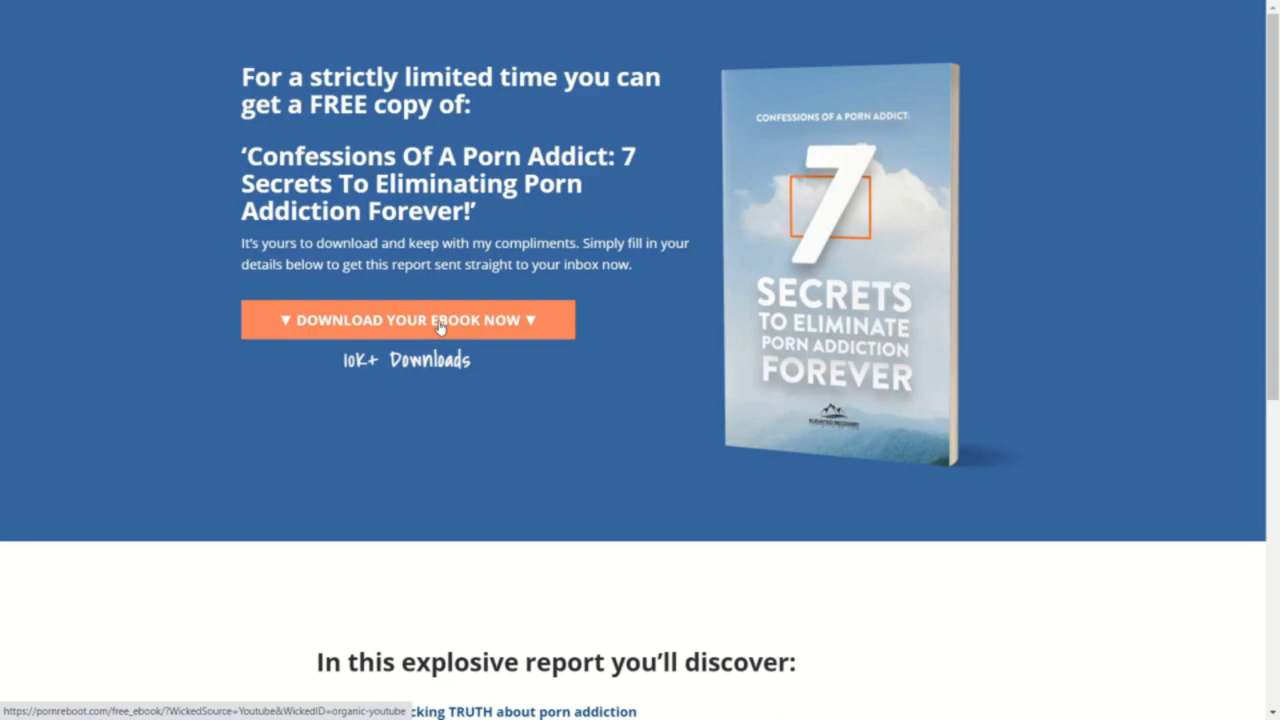 For a strictly limited time you can
get a FREE copy of:
‘Confessions Of A Porn Addict: 7
Secrets To Eliminating Porn
Addiction Forever!’
It's yours to download and keep with my compliments. Simply fill in your
details below to get this report sent straight to your inbox now.
▼ DOWNLOAD YOUR EBOOK NOW ▼
10K+ Downloads
CONFESSIONS OF A PORN ADDICT:
7
SECRETS
TO ELIMINATE
PORN ADDICTION
FOREVER
In this explosive report you’ll discover:
cking TRUTH about porn addiction
https://pornreboot.com/free_ebook/?WickedSource=Youtube&WickedID=organic-youtube